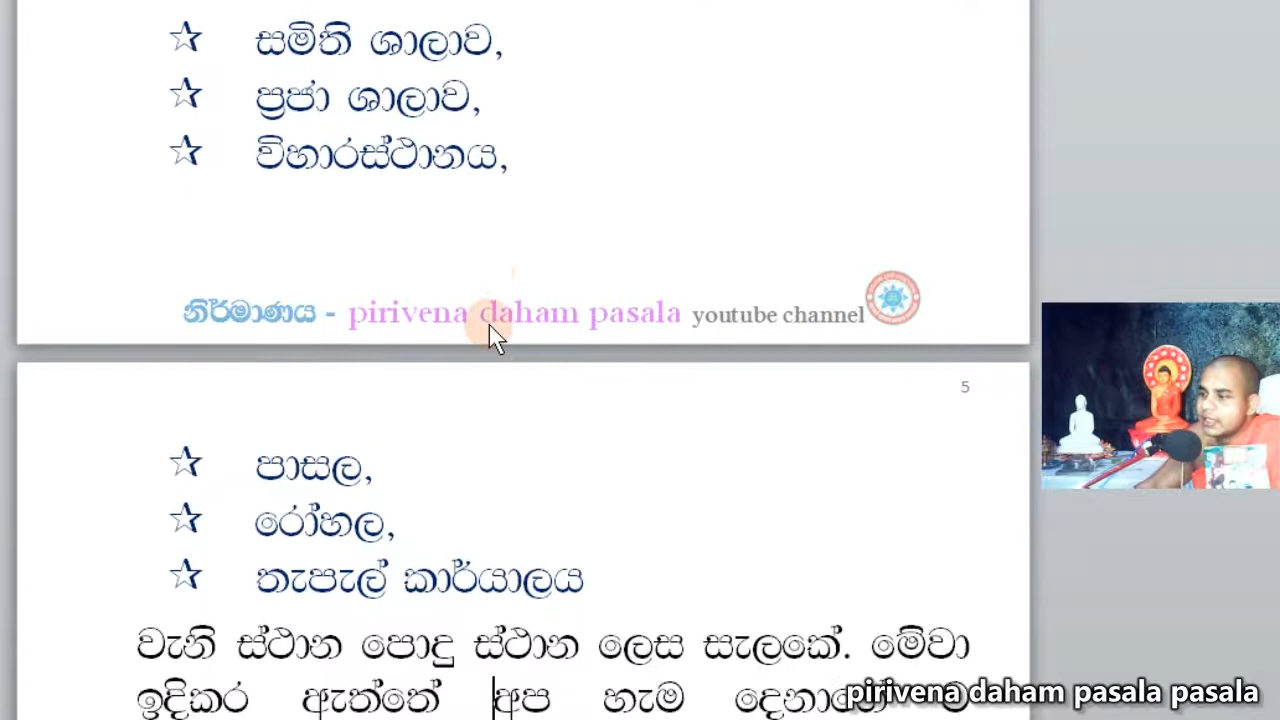 ☆ සමිති ශාලාව,
☆ ප්‍රජා ශාලාව,
☆ විහාරස්ථානය,
නිර්මාණය - pirivena daham pasala youtube channel
5
☆ පාසල,
☆ රෝහල,
☆ තැපැල් කාර්යාලය
වැනි ස්ථාන පොදු ස්ථාන ලෙස සැලකේ. මේවා
ඉදිකර ඇත්තේ අප හැම
pirivena daham pasala pasala